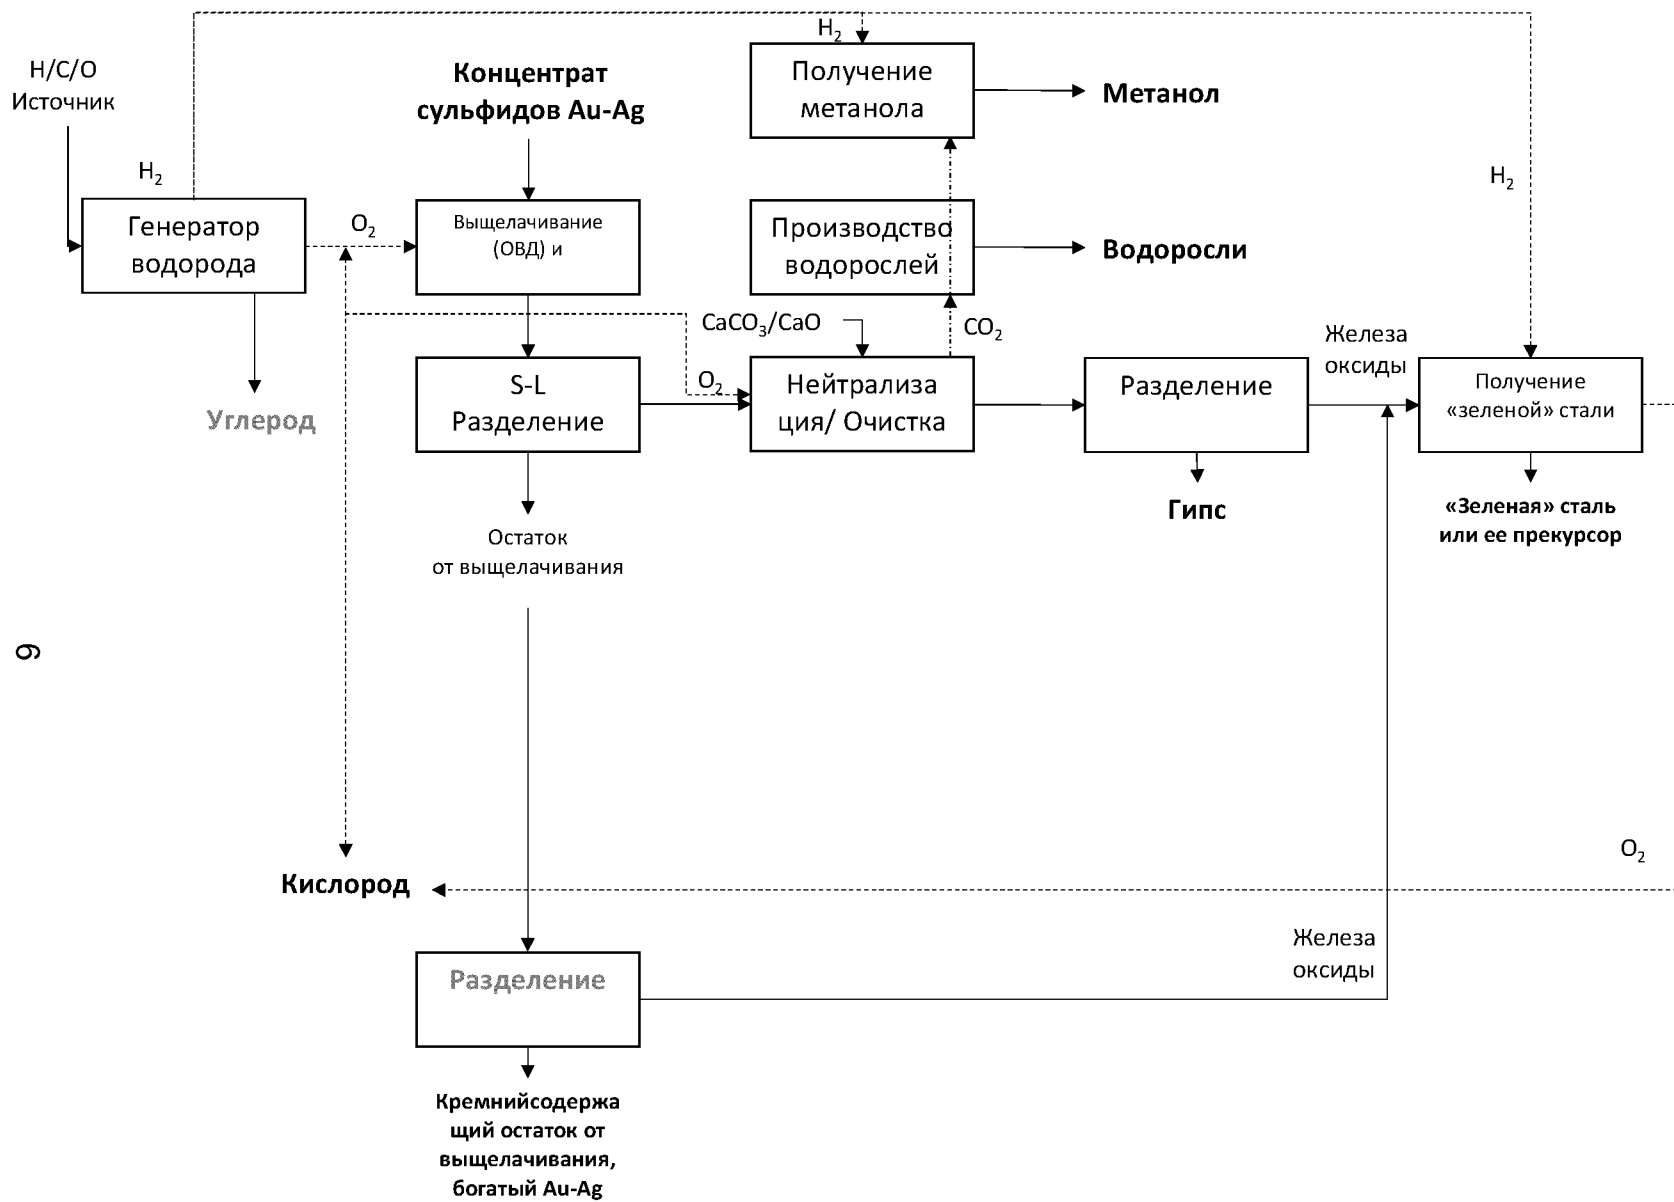 H₂
H/C/O
Источник
Концентрат
сульфидов Au-Ag
Получение
метанола
Метанол
H₂
H₂
Генератор
водорода
O₂
Выщелачивание
(ОВД) и
Производство
водорослей
Водоросли
CaCO₃/CaO
CO₂
Железа
оксиды
Углерод
S-L
Разделение
O₂
Нейтрализа
ция/ Очистка
Разделение
Получение
«зеленой» стали
Гипс
«Зеленая» сталь
или ее прекурсор
Остаток
от выщелачивания
9
O₂
Кислород
Железа
оксиды
Разделение
Кремнийсодержа
щий остаток от
выщелачивания,
богатый Au-Ag